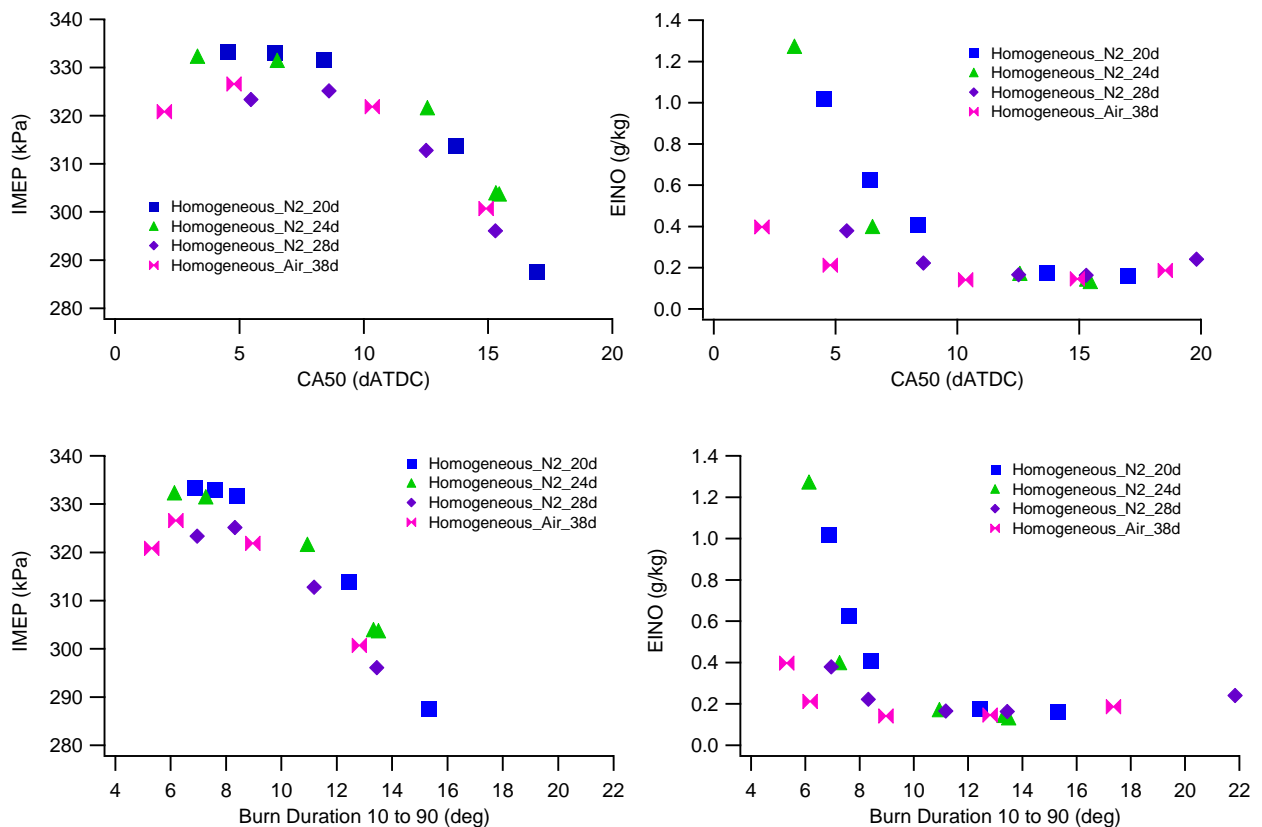 340
330
320
310
300
290
280
IMEP (kPa)
Homogeneous_N2_20d
Homogeneous_N2_24d
Homogeneous_N2_28d
Homogeneous_Air_38d
0 5 10 15 20
CA50 (dATDC)
1.4
1.2
1.0
0.8
0.6
0.4
0.2
0.0
EINO (g/kg)
Homogeneous_N2_20d
Homogeneous_N2_24d
Homogeneous_N2_28d
Homogeneous_Air_38d
0 5 10 15 20
CA50 (dATDC)
340
330
320
310
300
290
280
IMEP (kPa)
Homogeneous_N2_20d
Homogeneous_N2_24d
Homogeneous_N2_28d
Homogeneous_Air_38d
4 6 8 10 12 14 16 18 20 22
Burn Duration 10 to 90 (deg)
1.4
1.2
1.0
0.8
0.6
0.4
0.2
0.0
EINO (g/kg)
Homogeneous_N2_20d
Homogeneous_N2_24d
Homogeneous_N2_28d
Homogeneous_Air_38d
4 6 8 10 12 14 16 18 20 22
Burn Duration 10 to 90 (deg)